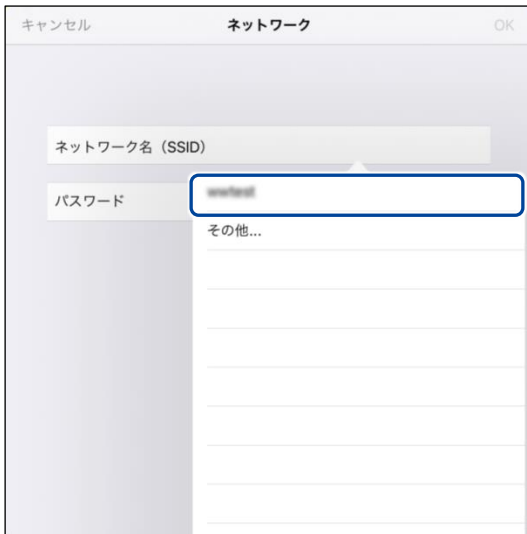 キャンセル ネットワーク OK
ネットワーク名（SSID）
パスワード
wwtest
その他...